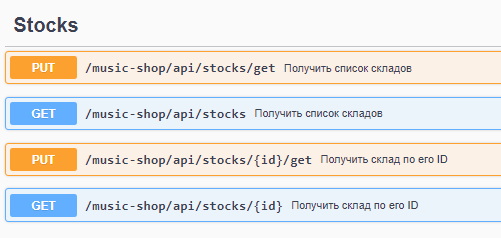 Stocks
PUT /music-shop/api/stocks/get Получить список складов
GET /music-shop/api/stocks Получить список складов
PUT /music-shop/api/stocks/{id}/get Получить склад по его ID
GET /music-shop/api/stocks/{id} Получить склад по его ID